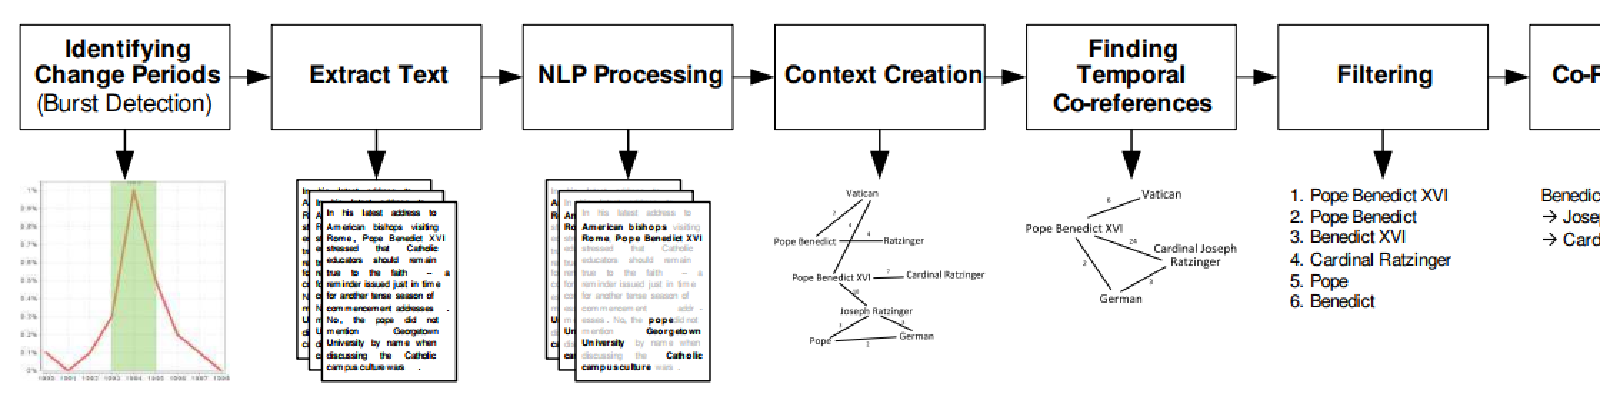 Identifying
Change Periods
(Burst Detection)
Extract Text
NLP Processing
Context Creation
Finding
Temporal
Co-references
Filtering
In his latest address to
American bishops visiting
Rome, Pope Benedict XVI
stressed that Catholic
educators should remain
true to the faith – a
reminder issued just in time
for another tense season of
commencement addresses .
No, the pope did not
mention Georgetown
University by name when
discussing the Catholic
campus culture was .
In his latest address to
American bishops visiting
Rome Pope Benedict XVI
stressed that Catholic
educators should remain
true to the faith – a
reminder issued just in time
for another tense season of
commencement addr -
esses. No, the pope did not
mention Georgetown
University by name when
discussing the Catholic
campus culture was .
Vatican
Pope Benedict
Ratzinger
Pope Benedict XVI
Cardinal Ratzinger
Joseph Ratzinger
Pope
German
Vatican
Pope Benedict XVI
Cardinal Joseph
Ratzinger
German
1. Pope Benedict XVI
2. Pope Benedict
3. Benedict XVI
4. Cardinal Ratzinger
5. Pope
6. Benedict